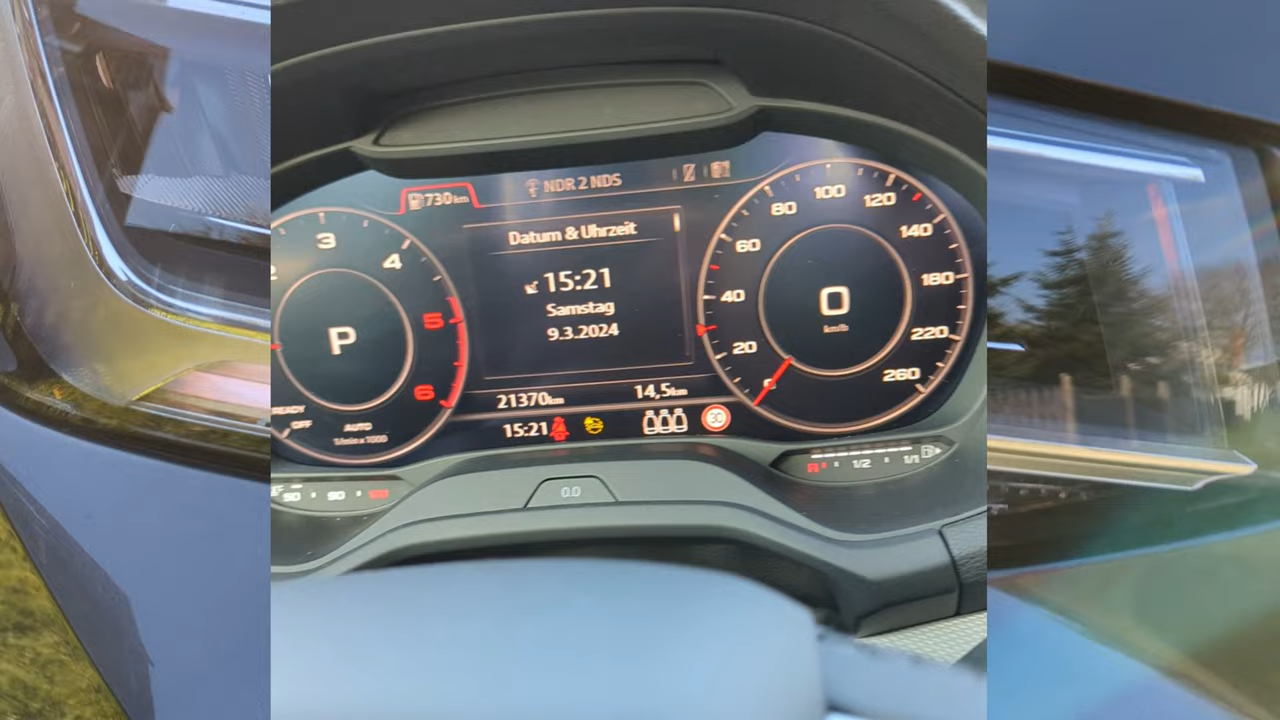 730km
NDR 2 NDS
3
4
5
6
P
READY
OFF
AUTO
1/min x 1000
Datum & Uhrzeit
15:21
Samstag
9.3.2024
21370km
14,5km
15:21
30
0
20
40
60
80
100
120
140
180
220
260
0
km/h
90
0.0
R
1/2
1/1